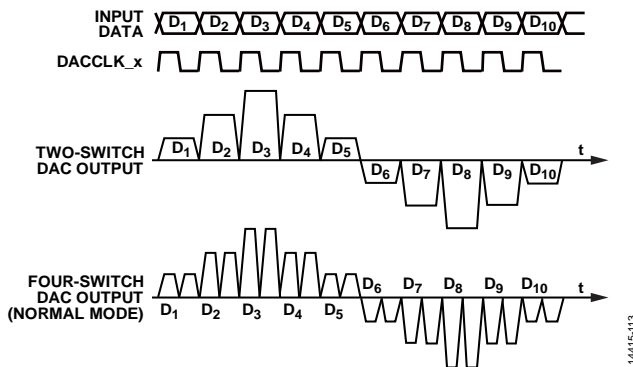 INPUT
DATA
D1 D2 D3 D4 D5 D6 D7 D8 D9 D10
DACCLK_x
TWO-SWITCH
DAC OUTPUT
D1 D2 D3 D4 D5 D6 D7 D8 D9 D10
t
FOUR-SWITCH
DAC OUTPUT
(NORMAL MODE)
D1 D2 D3 D4 D5 D6 D7 D8 D9 D10
t
14415-113